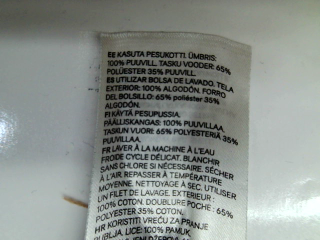 EE KASUTA PESUKOTTI. ÜMBRIS:
100% PUUVILL. TASKU VOODER: 65%
POLÜESTER 35% PUUVILL.
ES UTILIZAR BOLSA DE LAVADO. TELA
EXTERIOR: 100% ALGODÓN. FORRO
DEL BOLSILLO: 65% poliéster 35%
ALGODÓN.
FI KÄYTÄ PESUPUSSIA.
PÄÄLLISKANGAS: 100% PUUVILLAA.
TASKUN VUORI: 65% POLYESTERIÄ 35%
PUUVILLAA.
FR LAVER À LA MACHINE À L'EAU
FROIDE CYCLE DÉLICAT. BLANCHIR
SANS CHLORE SI NÉCESSAIRE. SÉCHER
À L'AIR. REPASSER À TEMPÉRATURE
MOYENNE. NETTOYAGE À SEC. UTILISER
UN FILET DE LAVAGE. EXTÉRIEUR:
100% COTON. DOUBLURE POCHE: 65%
POLYESTER 35% COTON.
HR KORISTITI VREĆU ZA PRANJE
RUBLJA. LICE: 100% PAMUK.